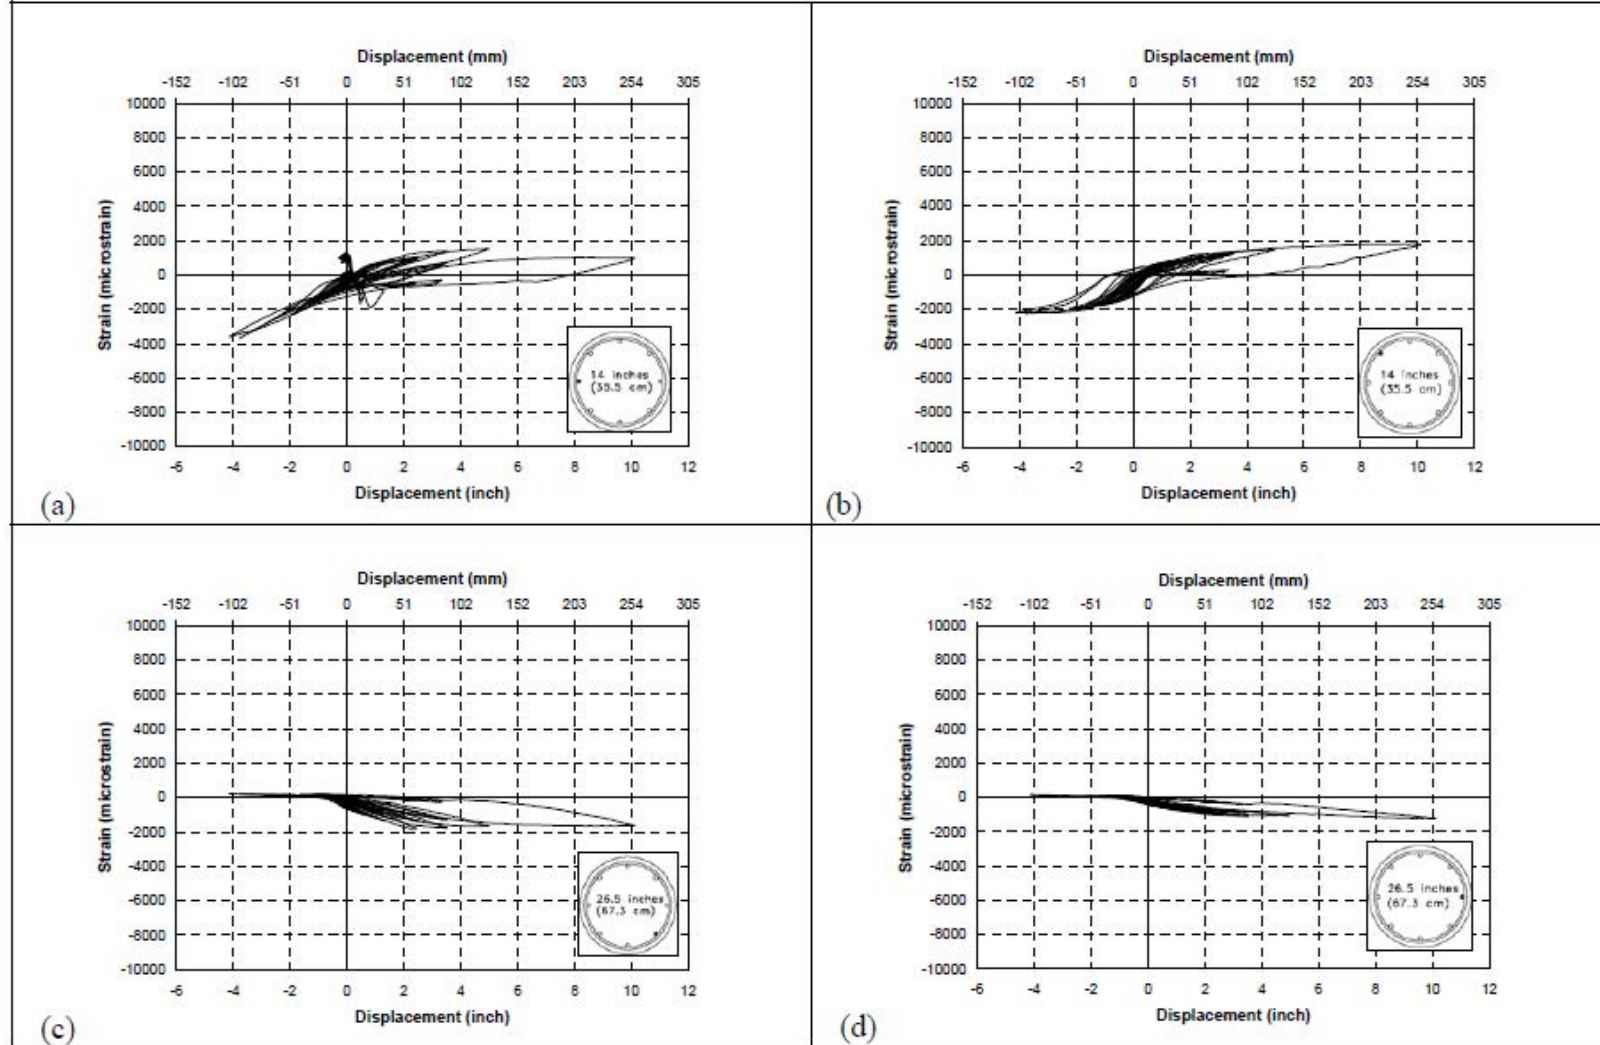 Displacement (mm)
-152 -102 -51 0 51 102 152 203 254 305
10000
8000
6000
4000
2000
0
-2000
-4000
-6000
-8000
-10000
Strain (microstrain)
14 inches
(35.5 cm)
-6 -4 -2 0 2 4 6 8 10 12
Displacement (inch)
(a)
Displacement (mm)
-152 -102 -51 0 51 102 152 203 254 305
10000
8000
6000
4000
2000
0
-2000
-4000
-6000
-8000
-10000
Strain (microstrain)
14 inches
(35.5 cm)
-6 -4 -2 0 2 4 6 8 10 12
Displacement (inch)
(b)
Displacement (mm)
-152 -102 -51 0 51 102 152 203 254 305
10000
8000
6000
4000
2000
0
-2000
-4000
-6000
-8000
-10000
Strain (microstrain)
26.5 inches
(67.3 cm)
-6 -4 -2 0 2 4 6 8 10 12
Displacement (inch)
(c)
Displacement (mm)
-152 -102 -51 0 51 102 152 203 254 305
10000
8000
6000
4000
2000
0
-2000
-4000
-6000
-8000
-10000
Strain (microstrain)
26.5 inches
(67.3 cm)
-6 -4 -2 0 2 4 6 8 10 12
Displacement (inch)
(d)